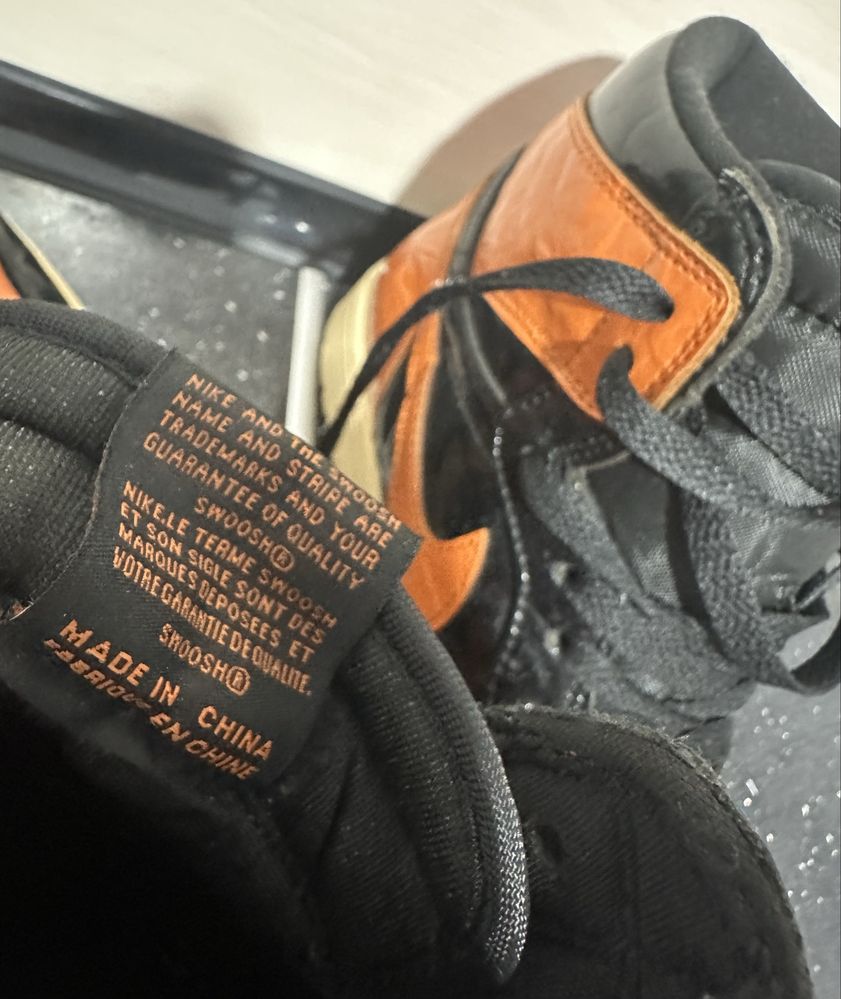 NIKE AND THE SWOOSH
NAME AND STRIPE ARE
TRADEMARKS AND YOUR
GUARANTEE OF QUALITY
SWOOSH®
NIKE.LE TERME SWOOSH
ET SON SIGLE SONT DES
MARQUES DEPOSEES, ET
VOTRE GARANTIE DE QUALITE.
SWOOSH®
MADE IN CHINA
FABRIQUE EN CHINE